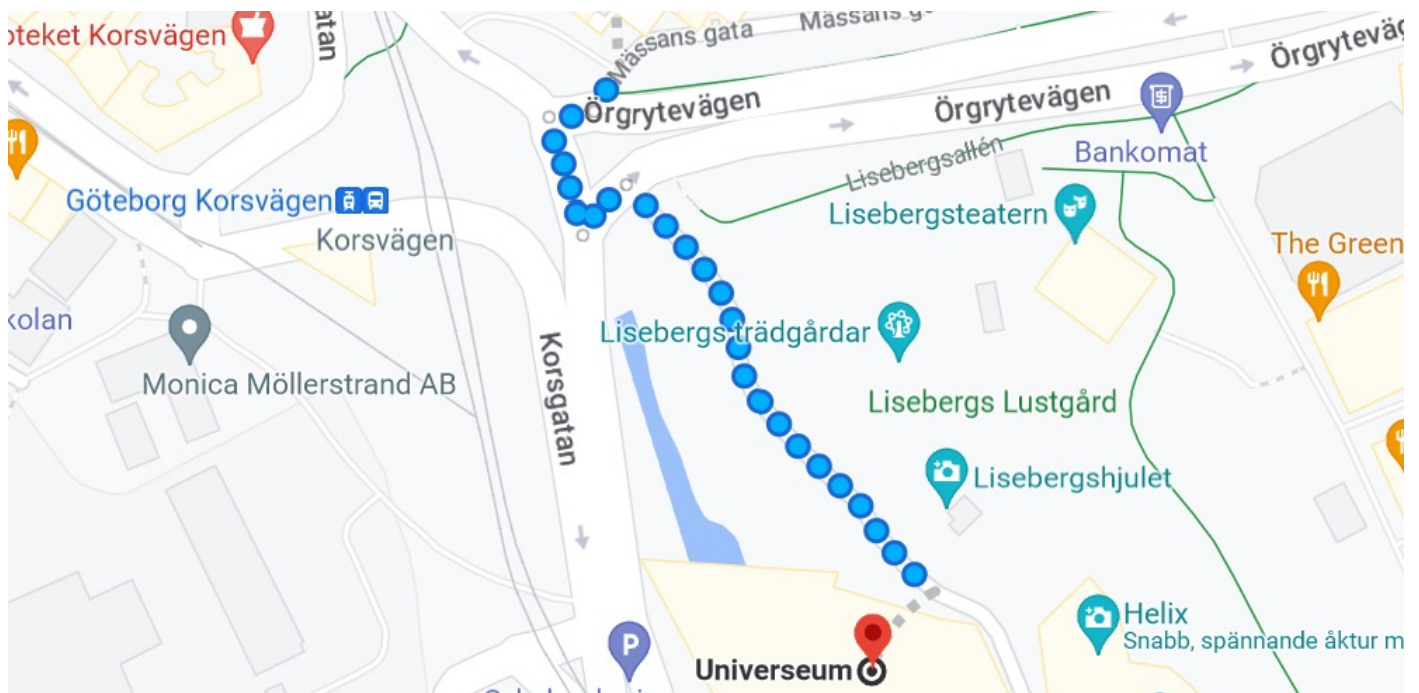 oteket Korsvägen
atan
Mässans gata
Mässans g
Örgrytevägen
Örgrytevägen
Örgryteväg
Bankomat
Lisebergsallén
Göteborg Korsvägen
Korsvägen
Lisebergsteatern
The Green
kolan
Lisebergs trädgårdar
Monica Möllerstrand AB
Korsgatan
Lisebergs Lustgård
Lisebergshjulet
Helix
Snabb, spännande åktur m
P
Universeum